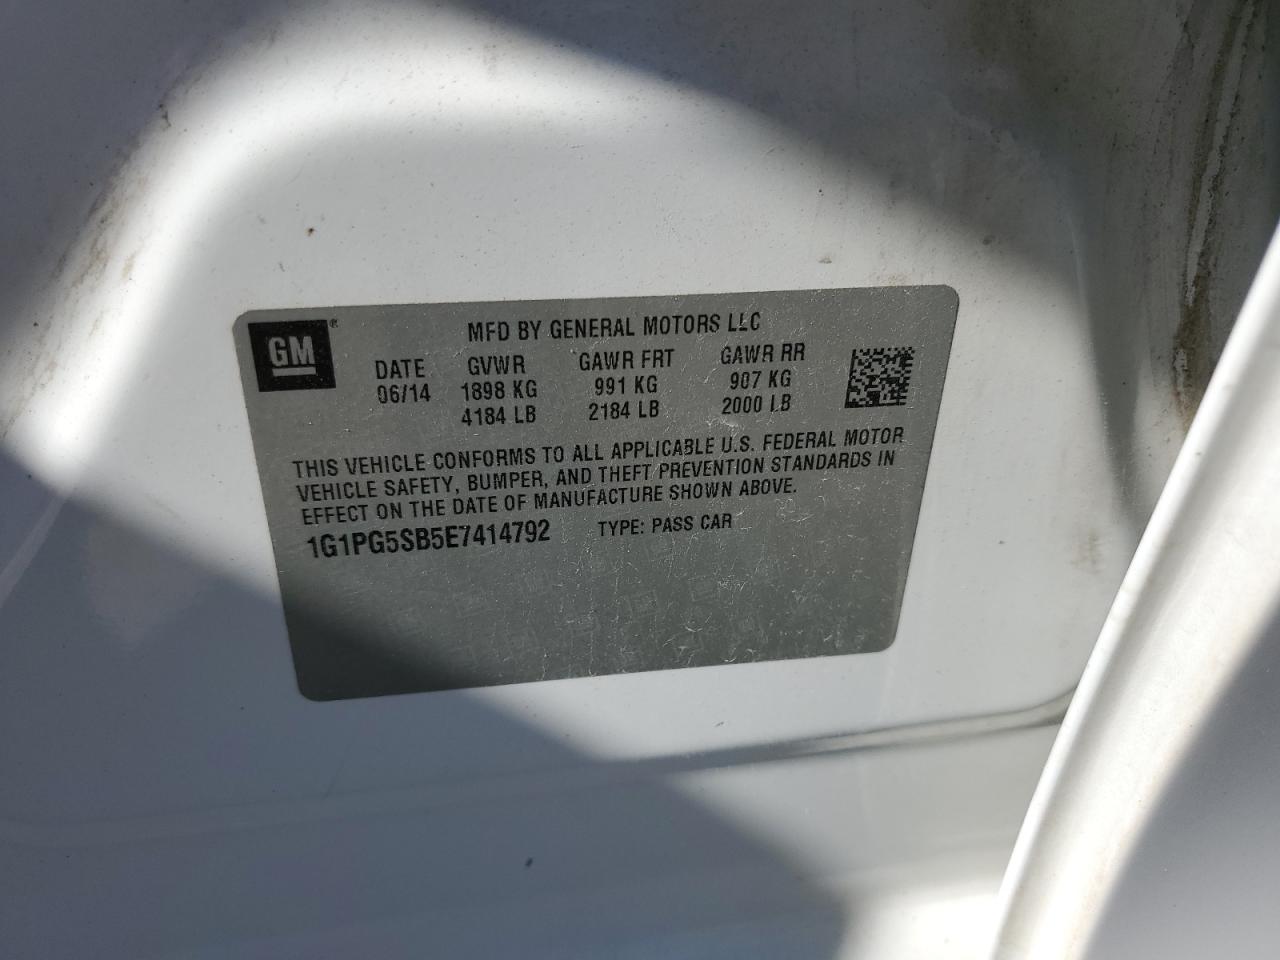 GM®
MFD BY GENERAL MOTORS LLC
DATE GVWR GAWR FRT GAWR RR
06/14 1898 KG 991 KG 907 KG
4184 LB 2184 LB 2000 LB
THIS VEHICLE CONFORMS TO ALL APPLICABLE U.S. FEDERAL MOTOR
VEHICLE SAFETY, BUMPER, AND THEFT PREVENTION STANDARDS IN
EFFECT ON THE DATE OF MANUFACTURE SHOWN ABOVE.
1G1PG5SB5E7414792 TYPE: PASS CAR